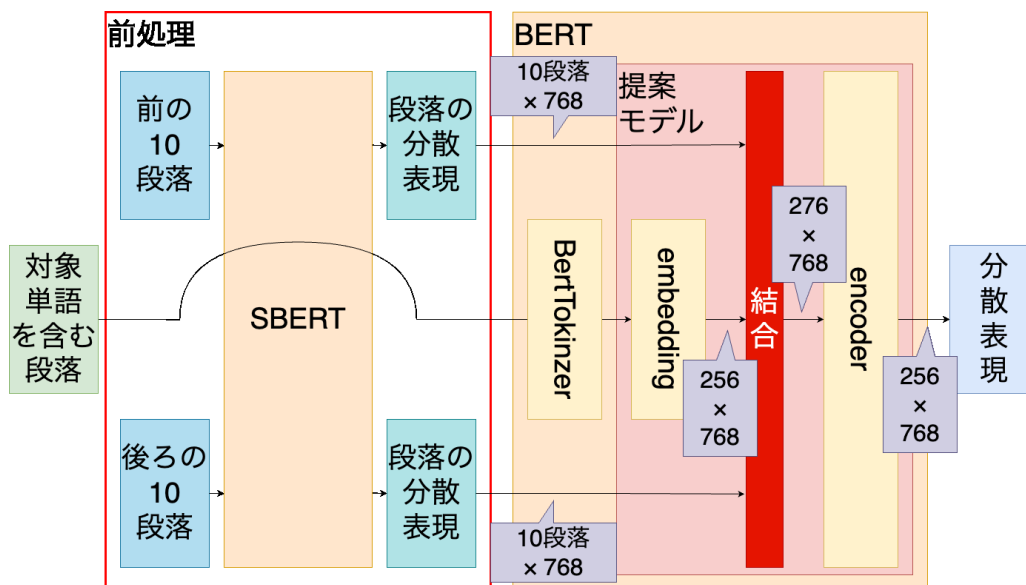 前処理
BERT
10段落
× 768
提案
モデル
前の
10
段落
段落の
分散
表現
対象
単語
を含む
段落
SBERT
BertTokinzer
embedding
結合
276
×
768
encoder
分
散
表
現
256
×
768
256
×
768
後ろの
10
段落
段落の
分散
表現
10段落
× 768